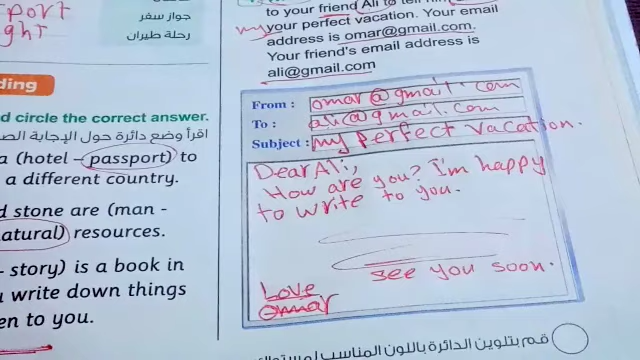 port
ght
جواز سفر
رحلة طيران
to your friend Ali to tell
my your perfect vacation. Your email
address is omar@gmail.com.
Your friend's email address is
ali@gmail.com
ding
d circle the correct answer.
اقرأ وضع دائرة حول الإجابة الص
a (hotel – passport) to
a different country.
d stone are (man -
atural) resources.
- story) is a book in
write down things
en to you.
From : omar@gmail.com
To : ali@gmail.com
Subject : my perfect vacation.
Dear Ali,
How are you? I'm happy
to write to you.
see you soon.
Love
Omar
قم بتلوين الدائرة باللون المناسب